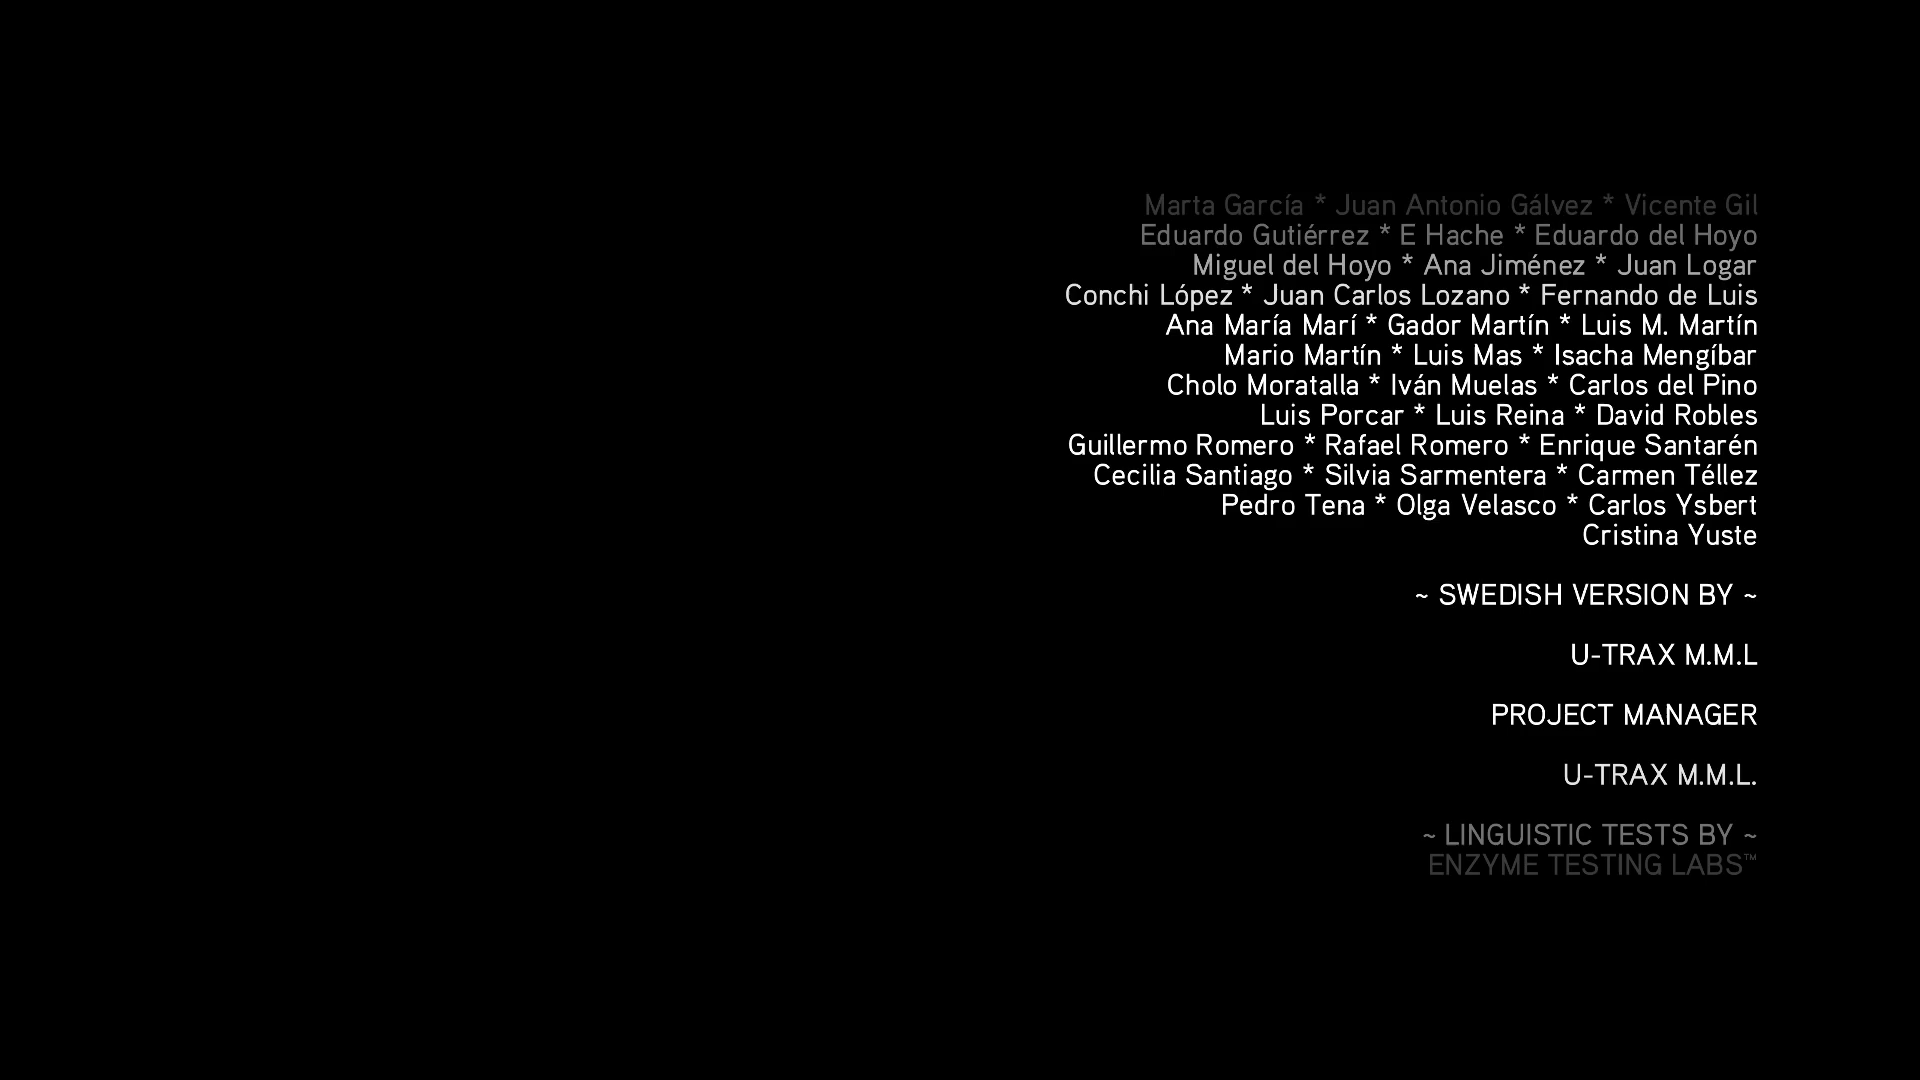 Marta García * Juan Antonio Gálvez * Vicente Gil
Eduardo Gutiérrez * E Hache * Eduardo del Hoyo
Miguel del Hoyo * Ana Jiménez * Juan Logar
Conchi López * Juan Carlos Lozano * Fernando de Luis
Ana María Marí * Gador Martín * Luis M. Martín
Mario Martín * Luis Mas * Isacha Mengíbar
Cholo Moratalla * Iván Muelas * Carlos del Pino
Luis Porcar * Luis Reina * David Robles
Guillermo Romero * Rafael Romero * Enrique Santarén
Cecilia Santiago * Silvia Sarmentera * Carmen Téllez
Pedro Tena * Olga Velasco * Carlos Ysbert
Cristina Yuste
~ SWEDISH VERSION BY ~
U-TRAX M.M.L
PROJECT MANAGER
U-TRAX M.M.L.
~ LINGUISTIC TESTS BY ~
ENZYME TESTING LABS™